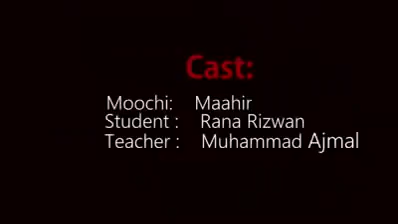 Cast:
Moochi: Maahir
Student : Rana Rizwan
Teacher : Muhammad Ajmal